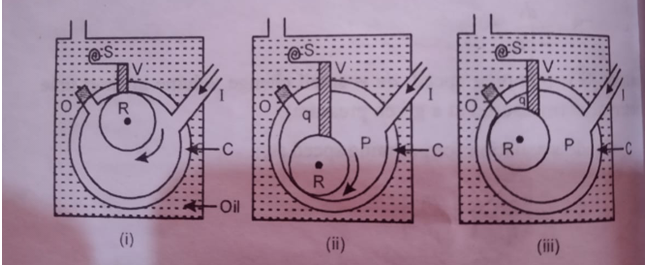 S V O R I C Oil
(i)
S V O q P R I C
(ii)
S V O q R P I C
(iii)